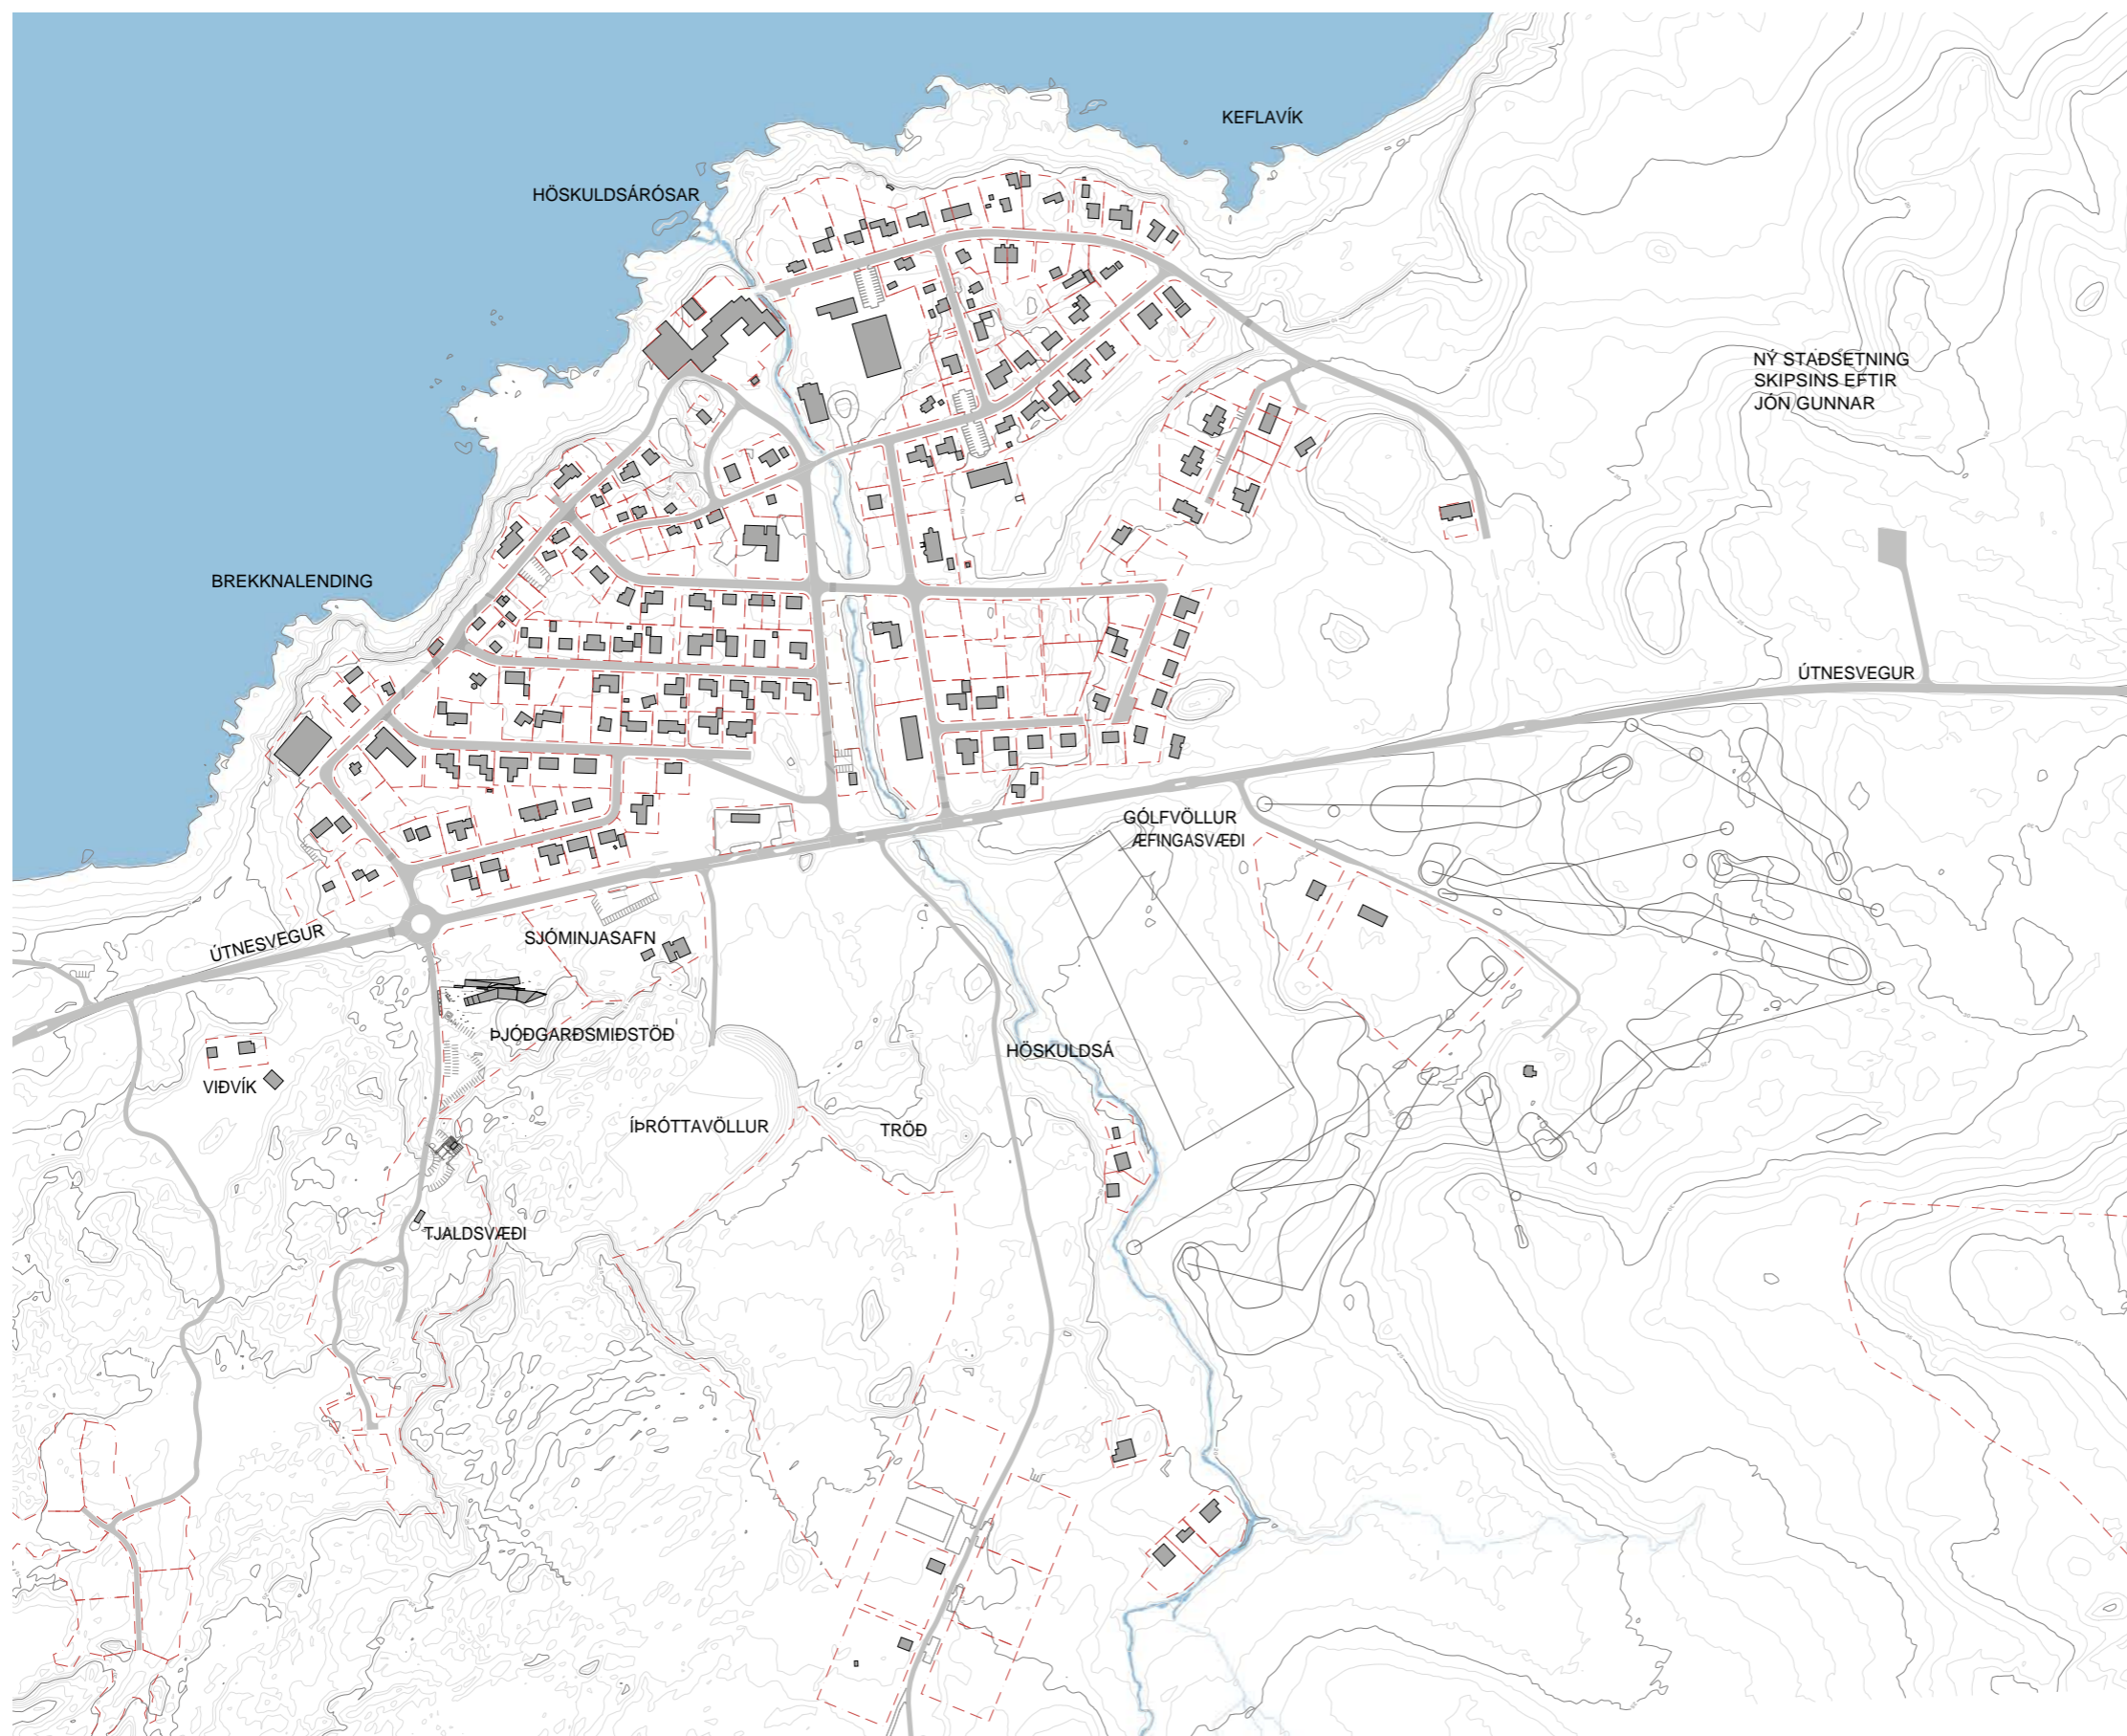 KEFLAVÍK
HÖSKULDSÁRÓSAR
NÝ STAÐSETNING
SKIPSINS EFTIR
JÓN GUNNAR
BREKKNALENDING
ÚTNESVEGUR
GÓLFVÖLLUR
ÆFINGASVÆÐI
ÚTNESVEGUR
SJÓMINJASAFN
ÞJÓÐGARÐSMIÐSTÖÐ
HÖSKULDSÁ
VIÐVÍK
ÍÞRÓTTAVÖLLUR
TRÖÐ
TJALDSVÆÐI